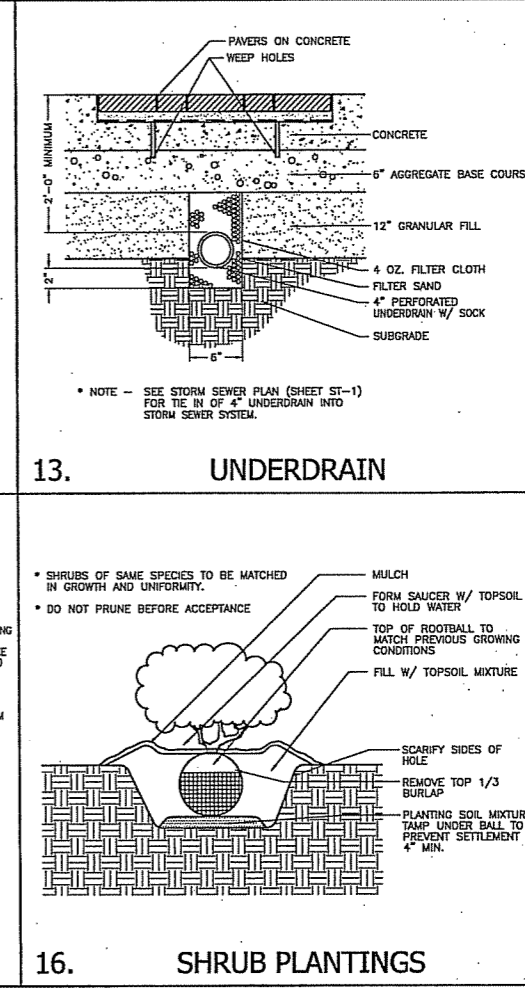 PAVERS ON CONCRETE
WEEP HOLES
2'-0" MINIMUM
CONCRETE
6" AGGREGATE BASE COURS
12" GRANULAR FILL
4 OZ. FILTER CLOTH
FILTER SAND
4" PERFORATED
UNDERDRAIN W/ SOCK
SUBGRADE
2"
6"
* NOTE - SEE STORM SEWER PLAN (SHEET ST-1)
FOR TIE IN OF 4" UNDERDRAIN INTO
STORM SEWER SYSTEM.
13. UNDERDRAIN
* SHRUBS OF SAME SPECIES TO BE MATCHED
IN GROWTH AND UNIFORMITY.
* DO NOT PRUNE BEFORE ACCEPTANCE
MULCH
FORM SAUCER W/ TOPSOIL
TO HOLD WATER
TOP OF ROOTBALL TO
MATCH PREVIOUS GROWING
CONDITIONS
FILL W/ TOPSOIL MIXTURE
SCARIFY SIDES OF
HOLE
REMOVE TOP 1/3
BURLAP
PLANTING SOIL MIXTUR
TAMP UNDER BALL TO
PREVENT SETTLEMENT
4" MIN.
16. SHRUB PLANTINGS